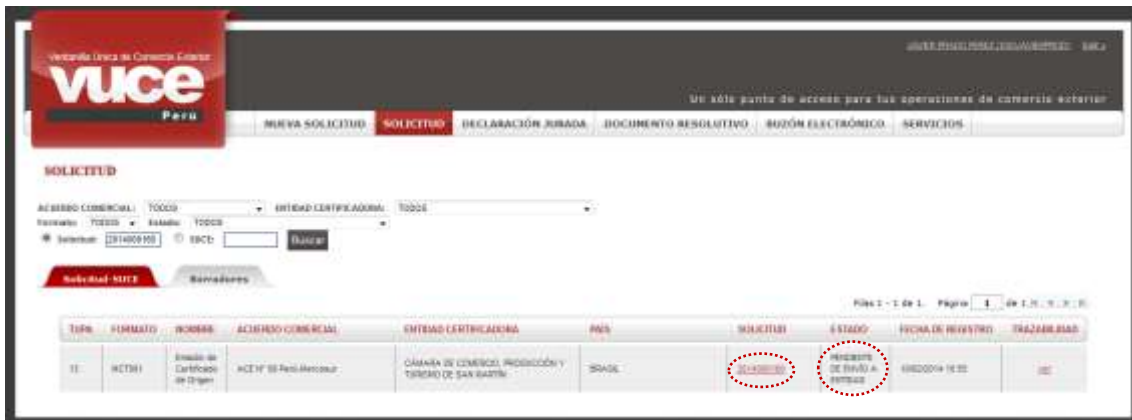 Ventanilla Única de Comercio Exterior
vuce
Perú
Un sólo punto de acceso para tus operaciones de comercio exterior
NUEVA SOLICITUD SOLICITUD DECLARACIÓN JURADA DOCUMENTO RESOLUTIVO BUZÓN ELECTRÓNICO SERVICIOS
SOLICITUD
ACUERDO COMERCIAL: TODOS ENTIDAD CERTIFICADORA: TODOS
Formato: TODOS Estado: TODOS
Solicitud: SUCE: Buscar
Solicitud-SUCE Borradores
Filas 1 - 1 de 1. Página 1 de 1
TUPA FORMATO NOMBRE ACUERDO COMERCIAL ENTIDAD CERTIFICADORA PAÍS SOLICITUD ESTADO FECHA DE REGISTRO TRAZABILIDAD
Emisión de Certificado de Origen
CÁMARA DE COMERCIO, PRODUCCIÓN Y TURISMO DE SAN MARTÍN
BRASIL
PENDIENTE DE ENVÍO A ENTIDAD